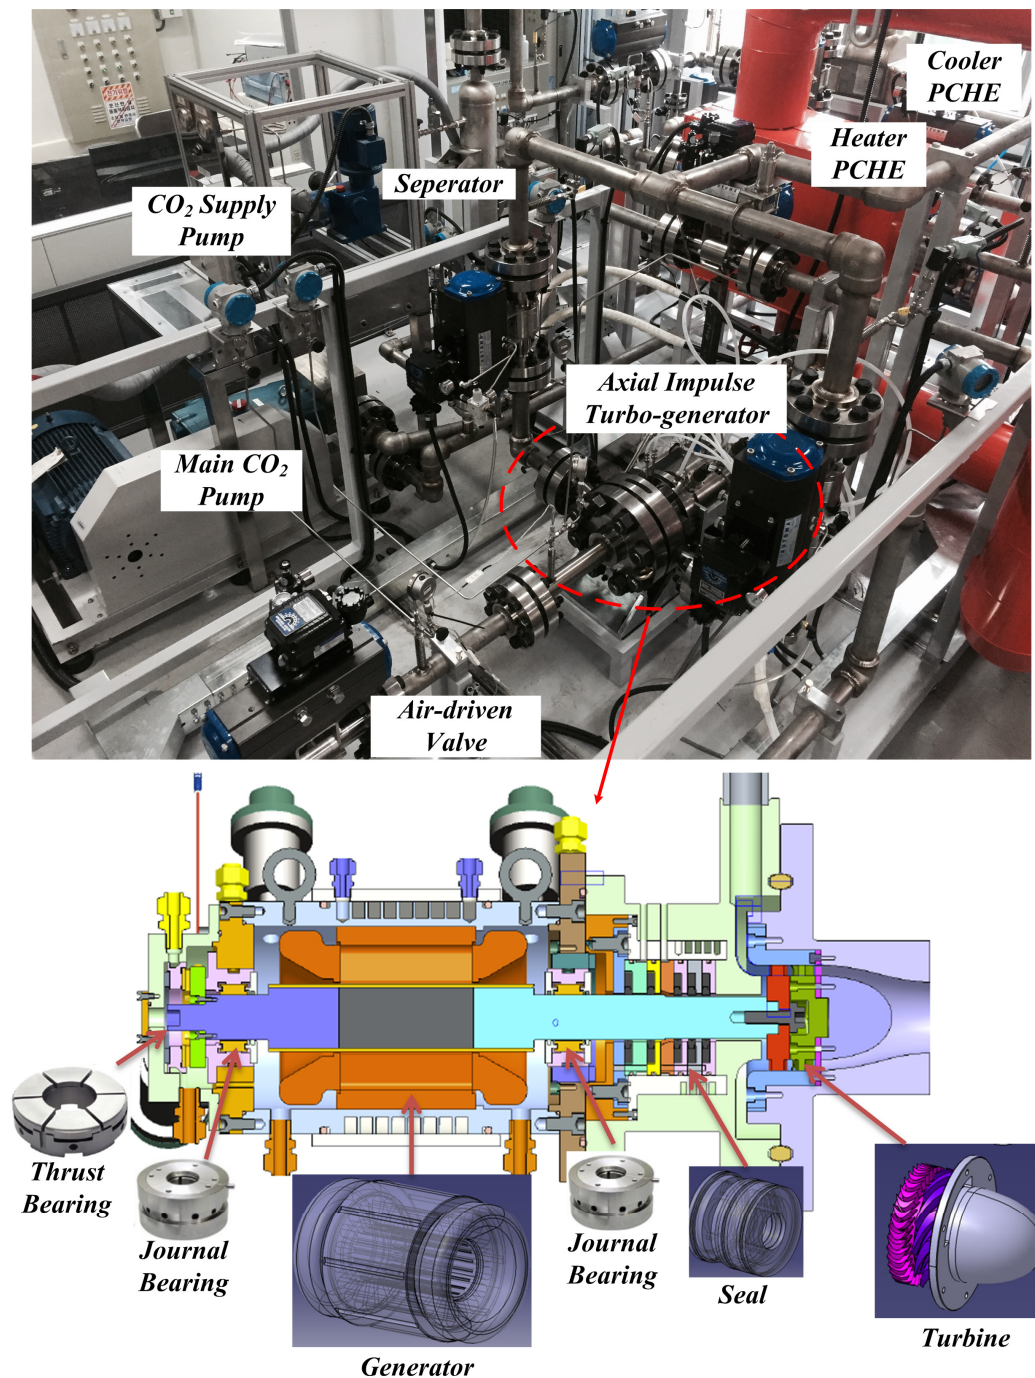 Cooler
PCHE
Heater
PCHE
Seperator
CO₂ Supply
Pump
Axial Impulse
Turbo-generator
Main CO₂
Pump
Air-driven
Valve
Thrust
Bearing
Journal
Bearing
Generator
Journal
Bearing
Seal
Turbine